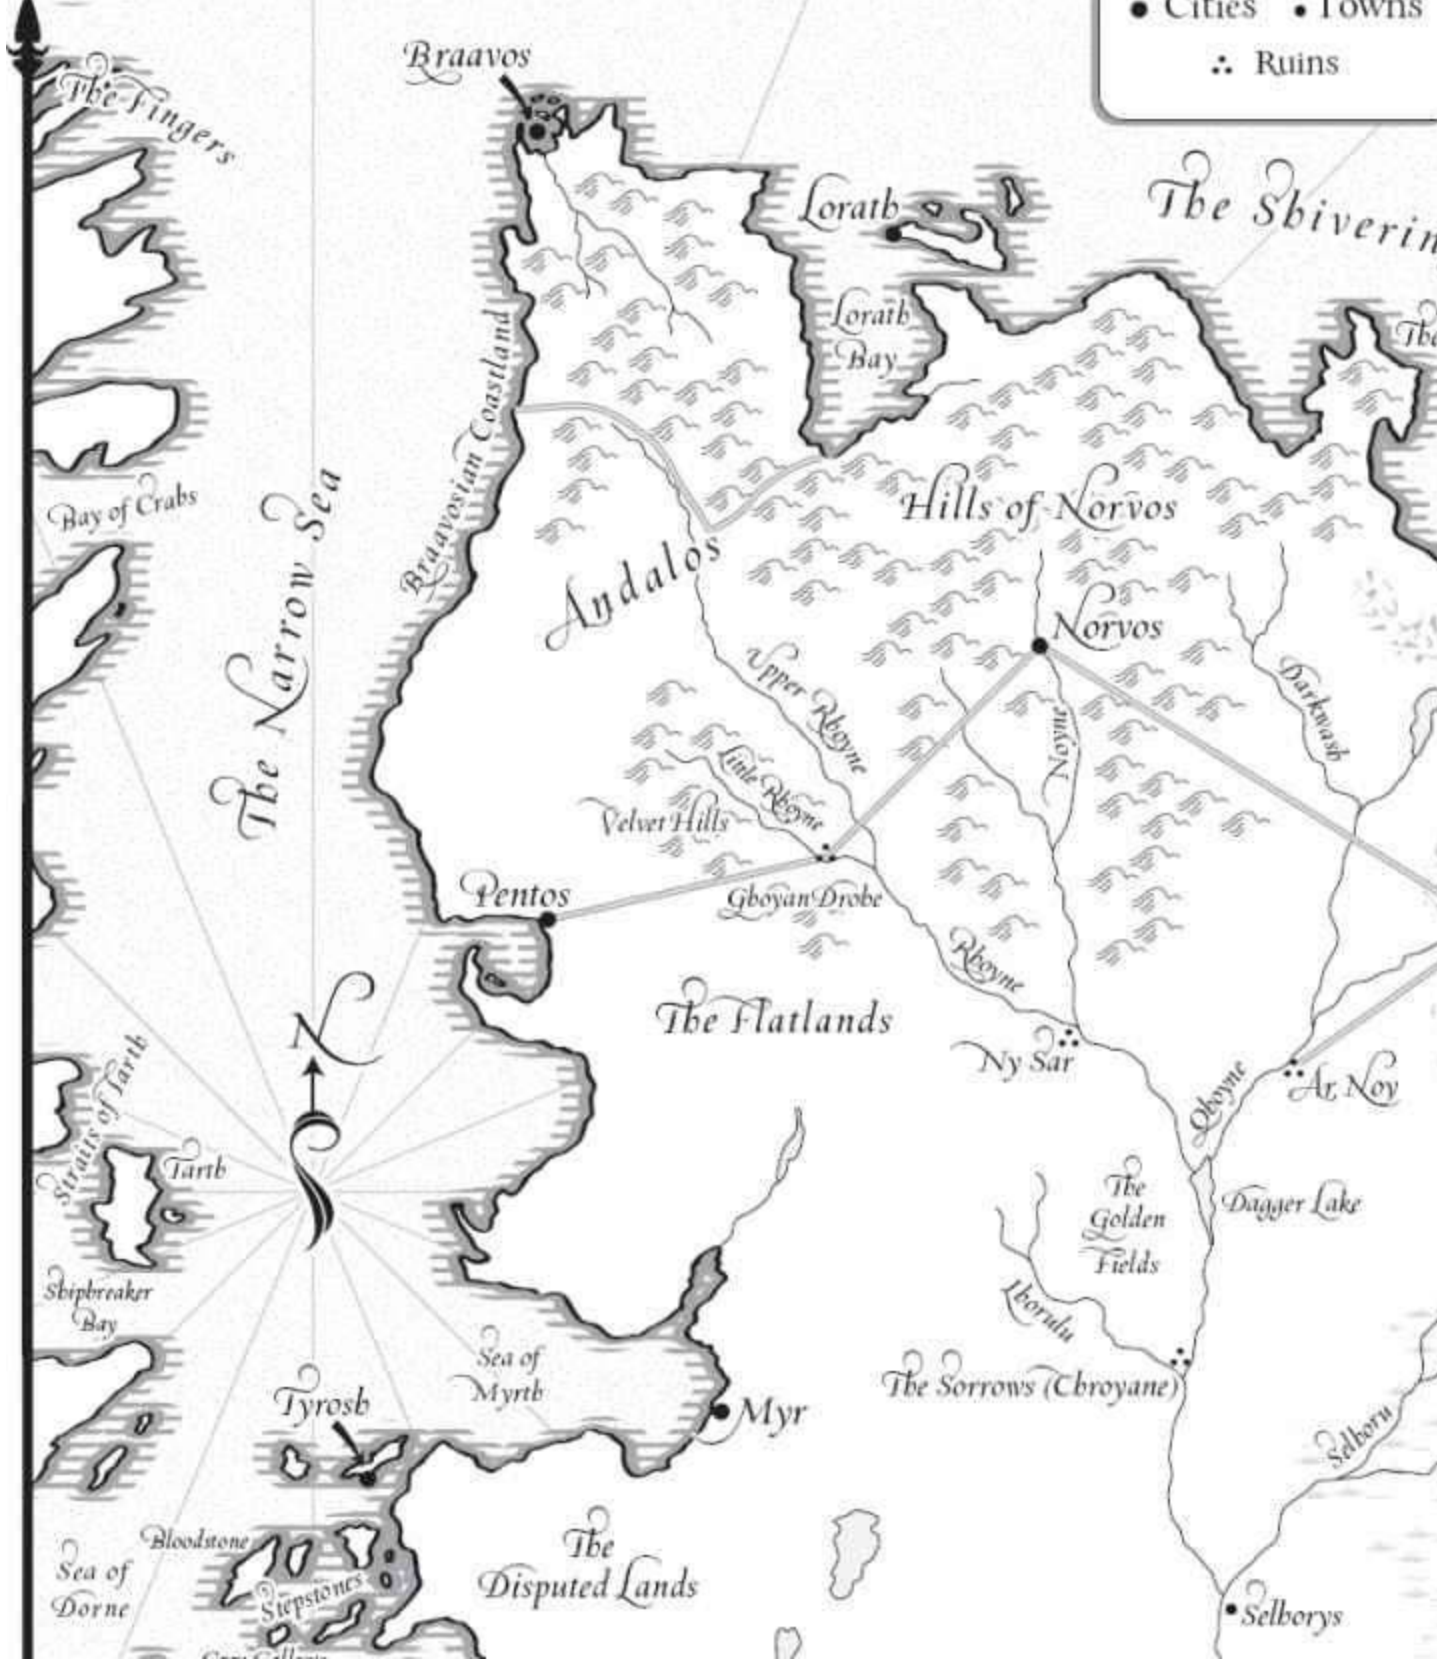 Cities
Towns
Ruins
Braavos
The Fingers
Lorath
The Shiverin
Lorath
Bay
The
Braavosian Coastland
Bay of Crabs
The Narrow Sea
Hills of Norvos
Andalos
Norvos
Upper Rhoyne
Darkwash
Noyne
Little Rhoyne
Velvet Hills
Pentos
Ghoyan Drohe
Rhoyne
The Flatlands
N
Ny Sar
Qhoyne
Ar Noy
Straits of Tarth
Tarth
The
Golden
Fields
Dagger Lake
Shipbreaker
Bay
Lhorulu
Sea of
Myrth
The Sorrows (Chroyane)
Tyrosh
Myr
Selhoru
Bloodstone
Sea of
Dorne
Stepstones
The
Disputed Lands
Selhorys